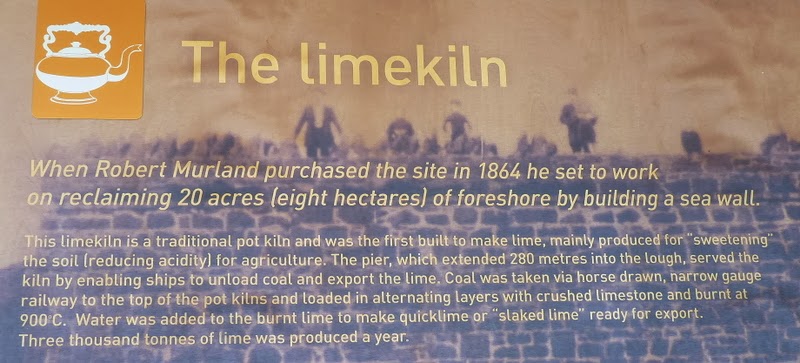 The limekiln
When Robert Murland purchased the site in 1864 he set to work
on reclaiming 20 acres (eight hectares) of foreshore by building a sea wall.
This limekiln is a traditional pot kiln and was the first built to make lime, mainly produced for “sweetening”
the soil (reducing acidity) for agriculture. The pier, which extended 280 metres into the lough, served the
kiln by enabling ships to unload coal and export the lime. Coal was taken via horse drawn, narrow gauge
railway to the top of the pot kilns and loaded in alternating layers with crushed limestone and burnt at
900°C. Water was added to the burnt lime to make quicklime or “slaked lime” ready for export.
Three thousand tonnes of lime was produced a year.